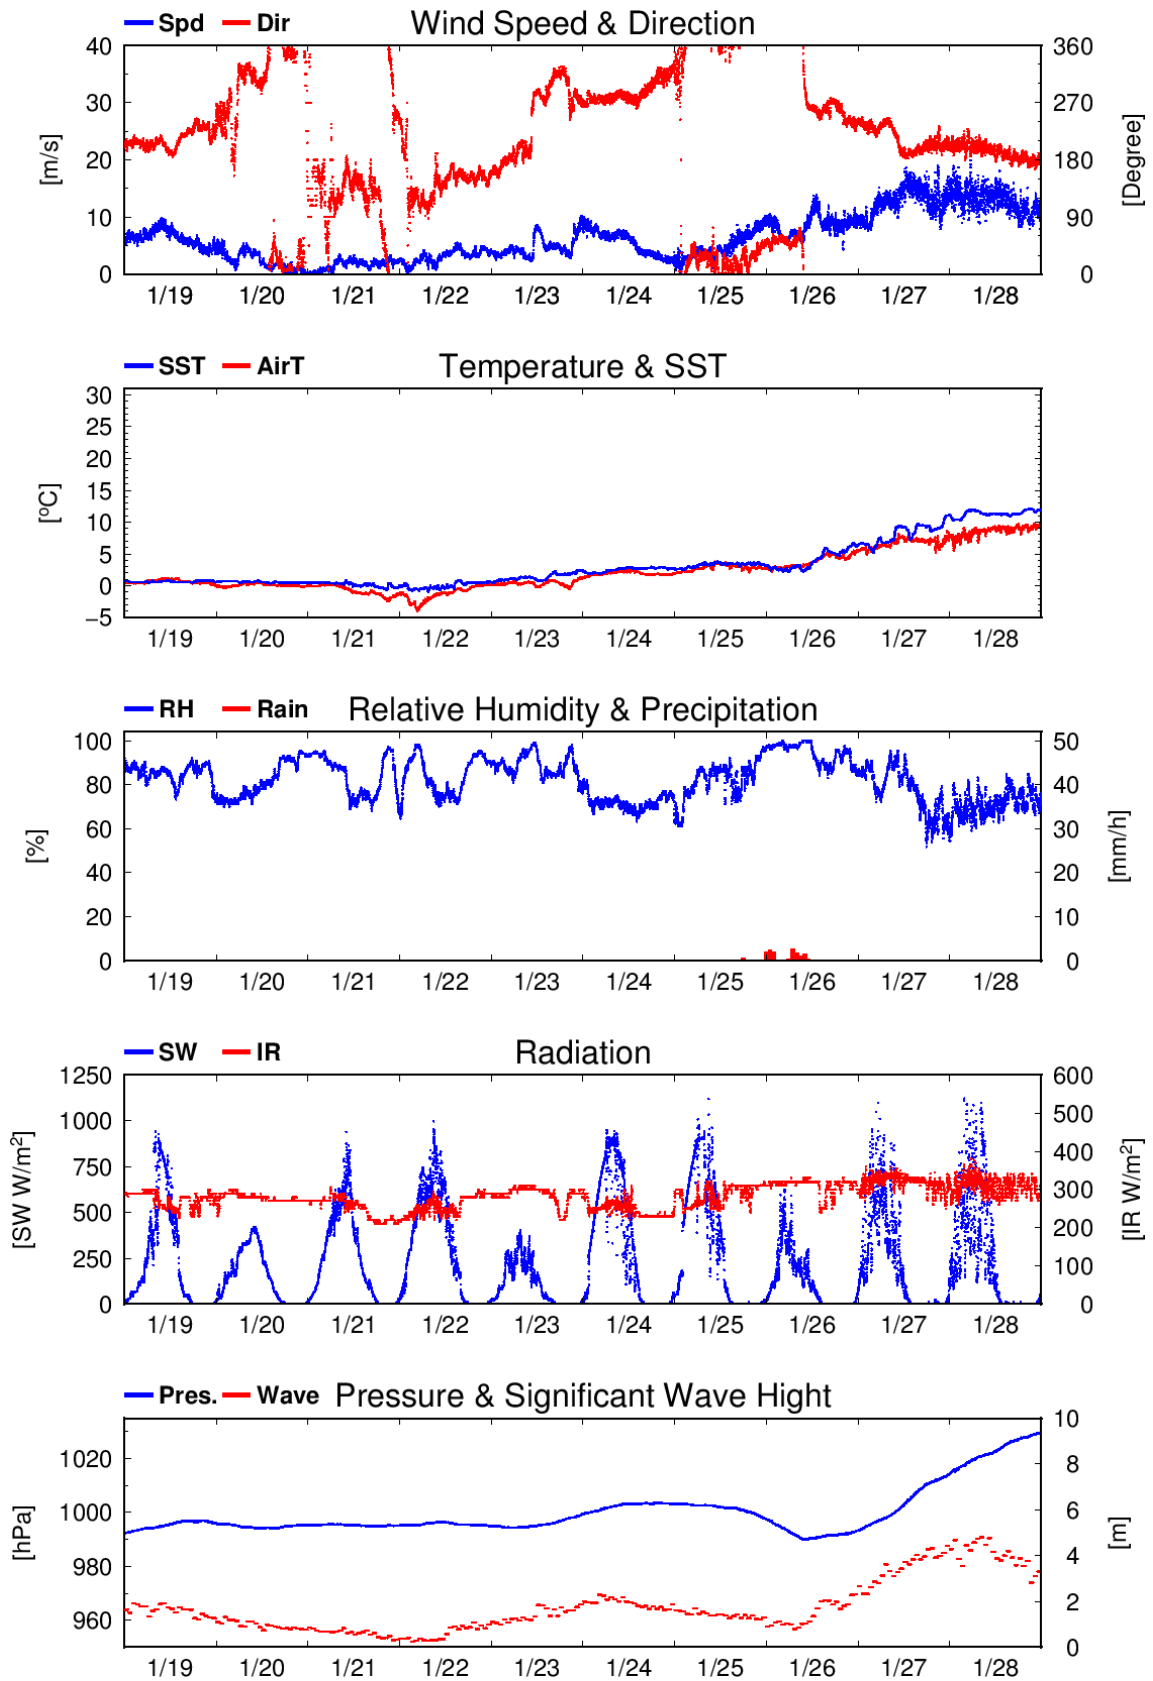 Spd Dir Wind Speed & Direction
40 360
30 270
20 180
10 90
0 0
[m/s] [Degree]
1/19 1/20 1/21 1/22 1/23 1/24 1/25 1/26 1/27 1/28
SST AirT Temperature & SST
30
25
20
15
10
5
0
−5
[ºC]
1/19 1/20 1/21 1/22 1/23 1/24 1/25 1/26 1/27 1/28
RH Rain Relative Humidity & Precipitation
100 50
80 40
60 30
40 20
20 10
0 0
[%] [mm/h]
1/19 1/20 1/21 1/22 1/23 1/24 1/25 1/26 1/27 1/28
SW IR Radiation
1250 600
1000 500
750 400
500 300
250 200
0 100
0
[SW W/m²] [IR W/m²]
1/19 1/20 1/21 1/22 1/23 1/24 1/25 1/26 1/27 1/28
Pres. Wave Pressure & Significant Wave Hight
1020 10
1000 8
980 6
960 4
2
0
[hPa] [m]
1/19 1/20 1/21 1/22 1/23 1/24 1/25 1/26 1/27 1/28